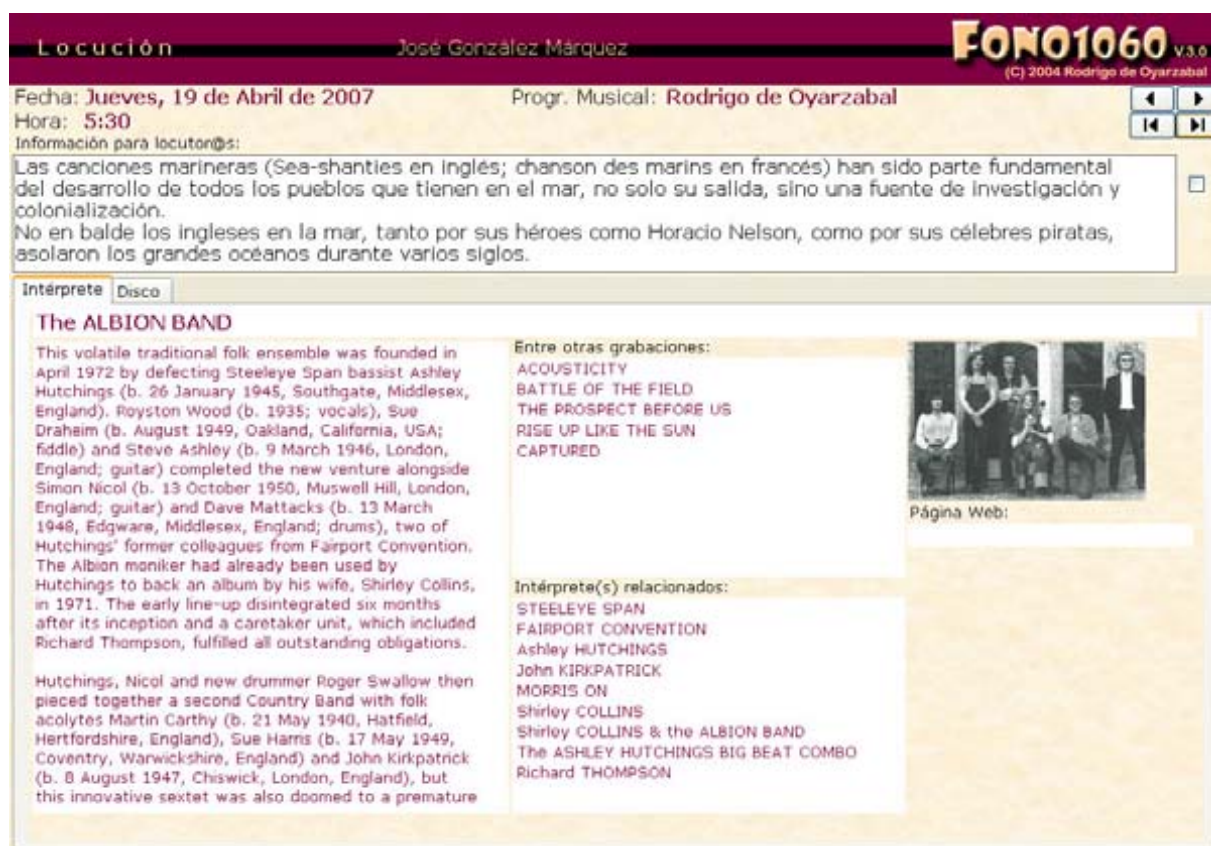 Locución
José González Márquez
FONO1060 V.3.0
(C) 2004 Rodrigo de Oyarzabal
Fecha: Jueves, 19 de Abril de 2007
Progr. Musical: Rodrigo de Oyarzabal
Hora: 5:30
Información para locutor@s:
Las canciones marineras (Sea-shanties en inglés; chanson des marins en francés) han sido parte fundamental
del desarrollo de todos los pueblos que tienen en el mar, no solo su salida, sino una fuente de investigación y
colonialización.
No en balde los ingleses en la mar, tanto por sus héroes como Horacio Nelson, como por sus célebres piratas,
asolaron los grandes océanos durante varios siglos.
Intérprete
Disco
The ALBION BAND
This volatile traditional folk ensemble was founded in
April 1972 by defecting Steeleye Span bassist Ashley
Hutchings (b. 26 January 1945, Southgate, Middlesex,
England). Royston Wood (b. 1935; vocals), Sue
Draheim (b. August 1949, Oakland, California, USA;
fiddle) and Steve Ashley (b. 9 March 1946, London,
England; guitar) completed the new venture alongside
Simon Nicol (b. 13 October 1950, Muswell Hill, London,
England; guitar) and Dave Mattacks (b. 13 March
1948, Edgware, Middlesex, England; drums), two of
Hutchings' former colleagues from Fairport Convention.
The Albion moniker had already been used by
Hutchings to back an album by his wife, Shirley Collins,
in 1971. The early line-up disintegrated six months
after its inception and a caretaker unit, which included
Richard Thompson, fulfilled all outstanding obligations.
Hutchings, Nicol and new drummer Roger Swallow then
pieced together a second Country Band with folk
acolytes Martin Carthy (b. 21 May 1940, Hatfield,
Hertfordshire, England), Sue Harris (b. 17 May 1949,
Coventry, Warwickshire, England) and John Kirkpatrick
(b. 8 August 1947, Chiswick, London, England), but
this innovative sextet was also doomed to a premature
Entre otras grabaciones:
ACOUSTICITY
BATTLE OF THE FIELD
THE PROSPECT BEFORE US
RISE UP LIKE THE SUN
CAPTURED
Intérprete(s) relacionados:
STEELEYE SPAN
FAIRPORT CONVENTION
Ashley HUTCHINGS
John KIRKPATRICK
MORRIS ON
Shirley COLLINS
Shirley COLLINS & the ALBION BAND
The ASHLEY HUTCHINGS BIG BEAT COMBO
Richard THOMPSON
Página Web: